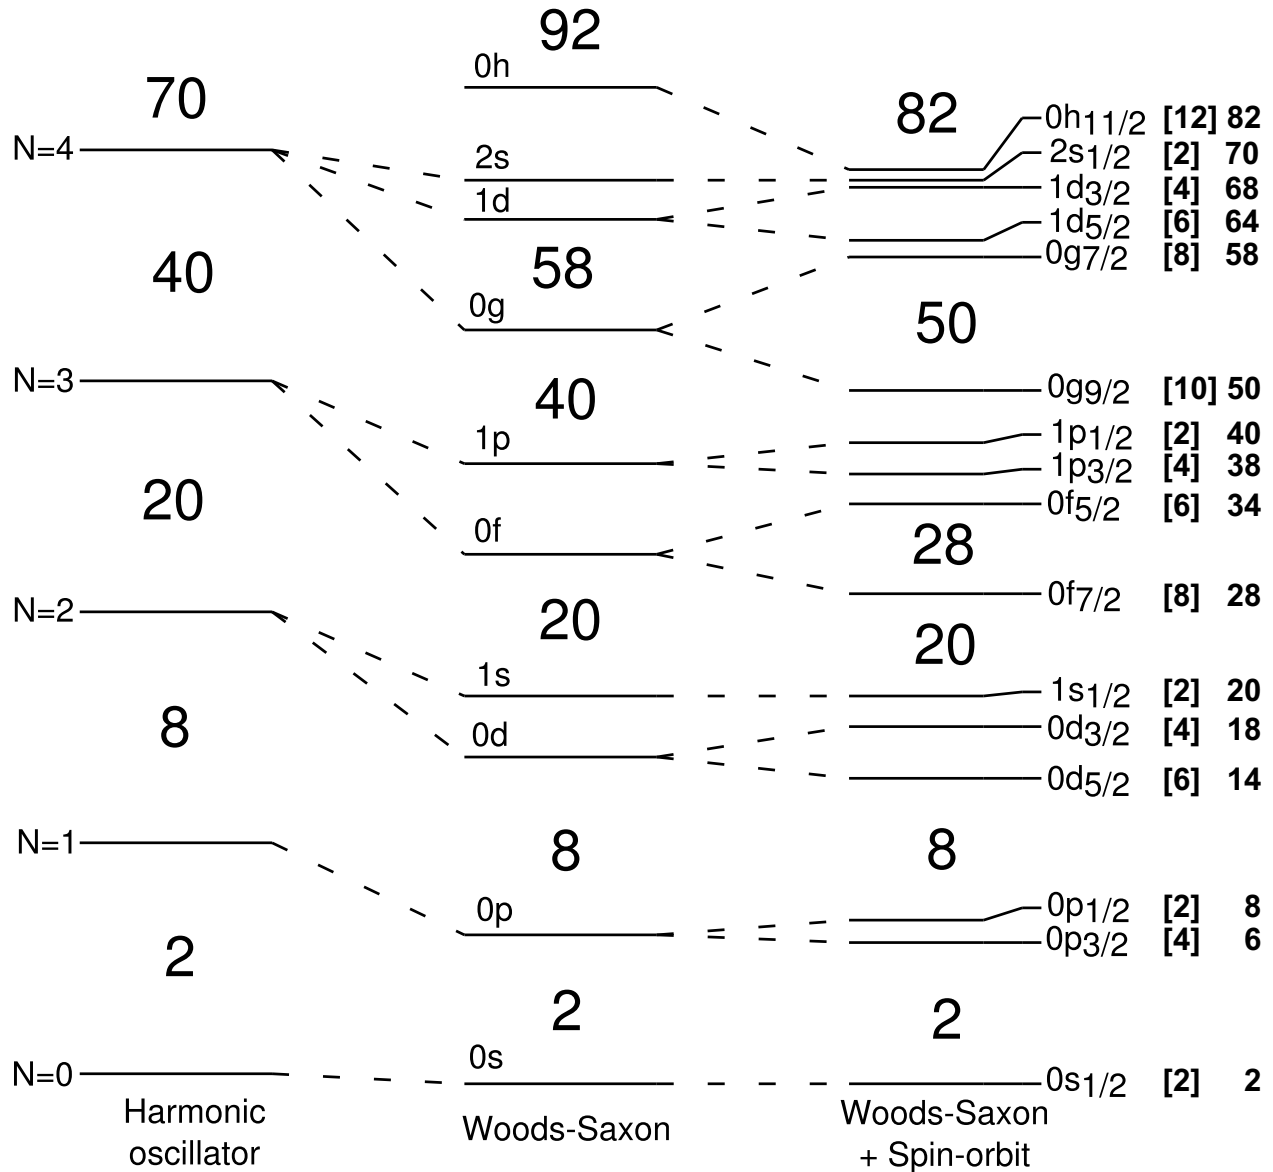 92
0h
70
82
0h11/2 [12] 82
N=4
2s
2s1/2 [2] 70
1d
1d3/2 [4] 68
1d5/2 [6] 64
40
58
0g7/2 [8] 58
0g
50
N=3
40
0g9/2 [10] 50
1p
1p1/2 [2] 40
1p3/2 [4] 38
20
0f
0f5/2 [6] 34
28
N=2
20
0f7/2 [8] 28
20
1s
1s1/2 [2] 20
8
0d
0d3/2 [4] 18
0d5/2 [6] 14
N=1
8
8
0p
0p1/2 [2] 8
0p3/2 [4] 6
2
2
2
0s
N=0
0s1/2 [2] 2
Harmonic
oscillator
Woods-Saxon
Woods-Saxon
+ Spin-orbit